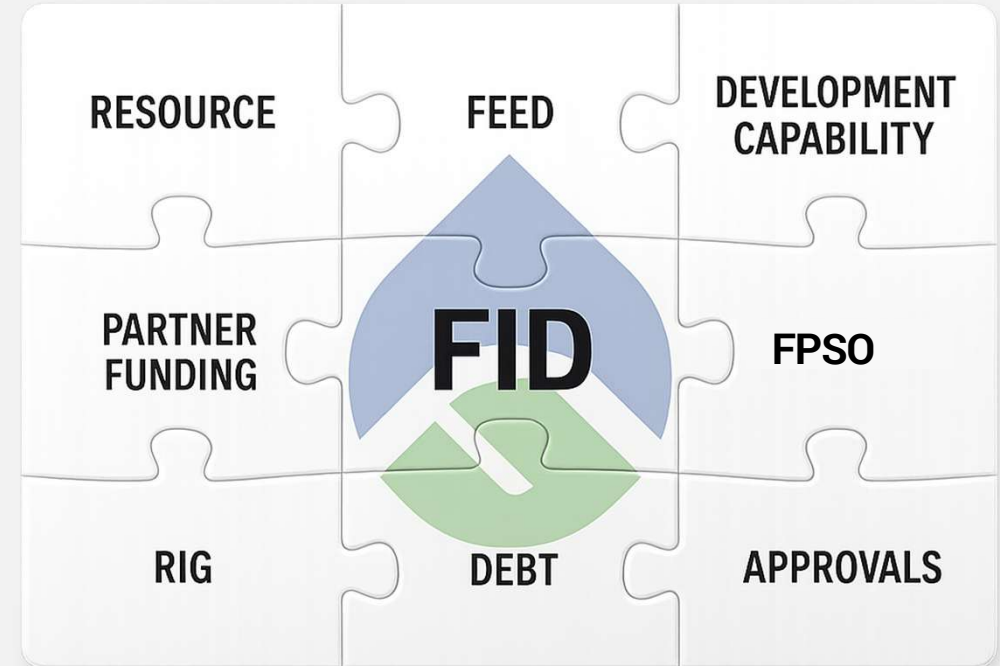 RESOURCE
FEED
DEVELOPMENT
CAPABILITY
PARTNER
FUNDING
FID
FPSO
RIG
DEBT
APPROVALS